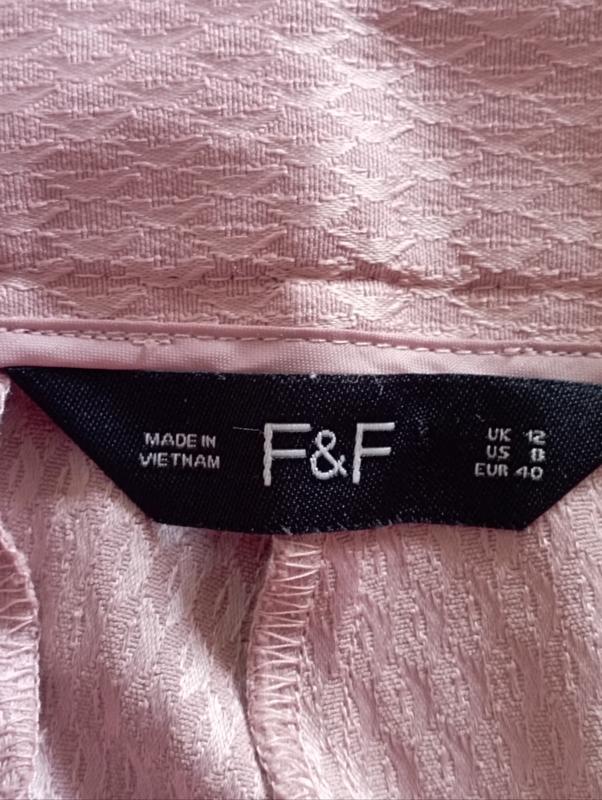 MADE IN
VIETNAM
F&F
UK 12
US 8
EUR 40